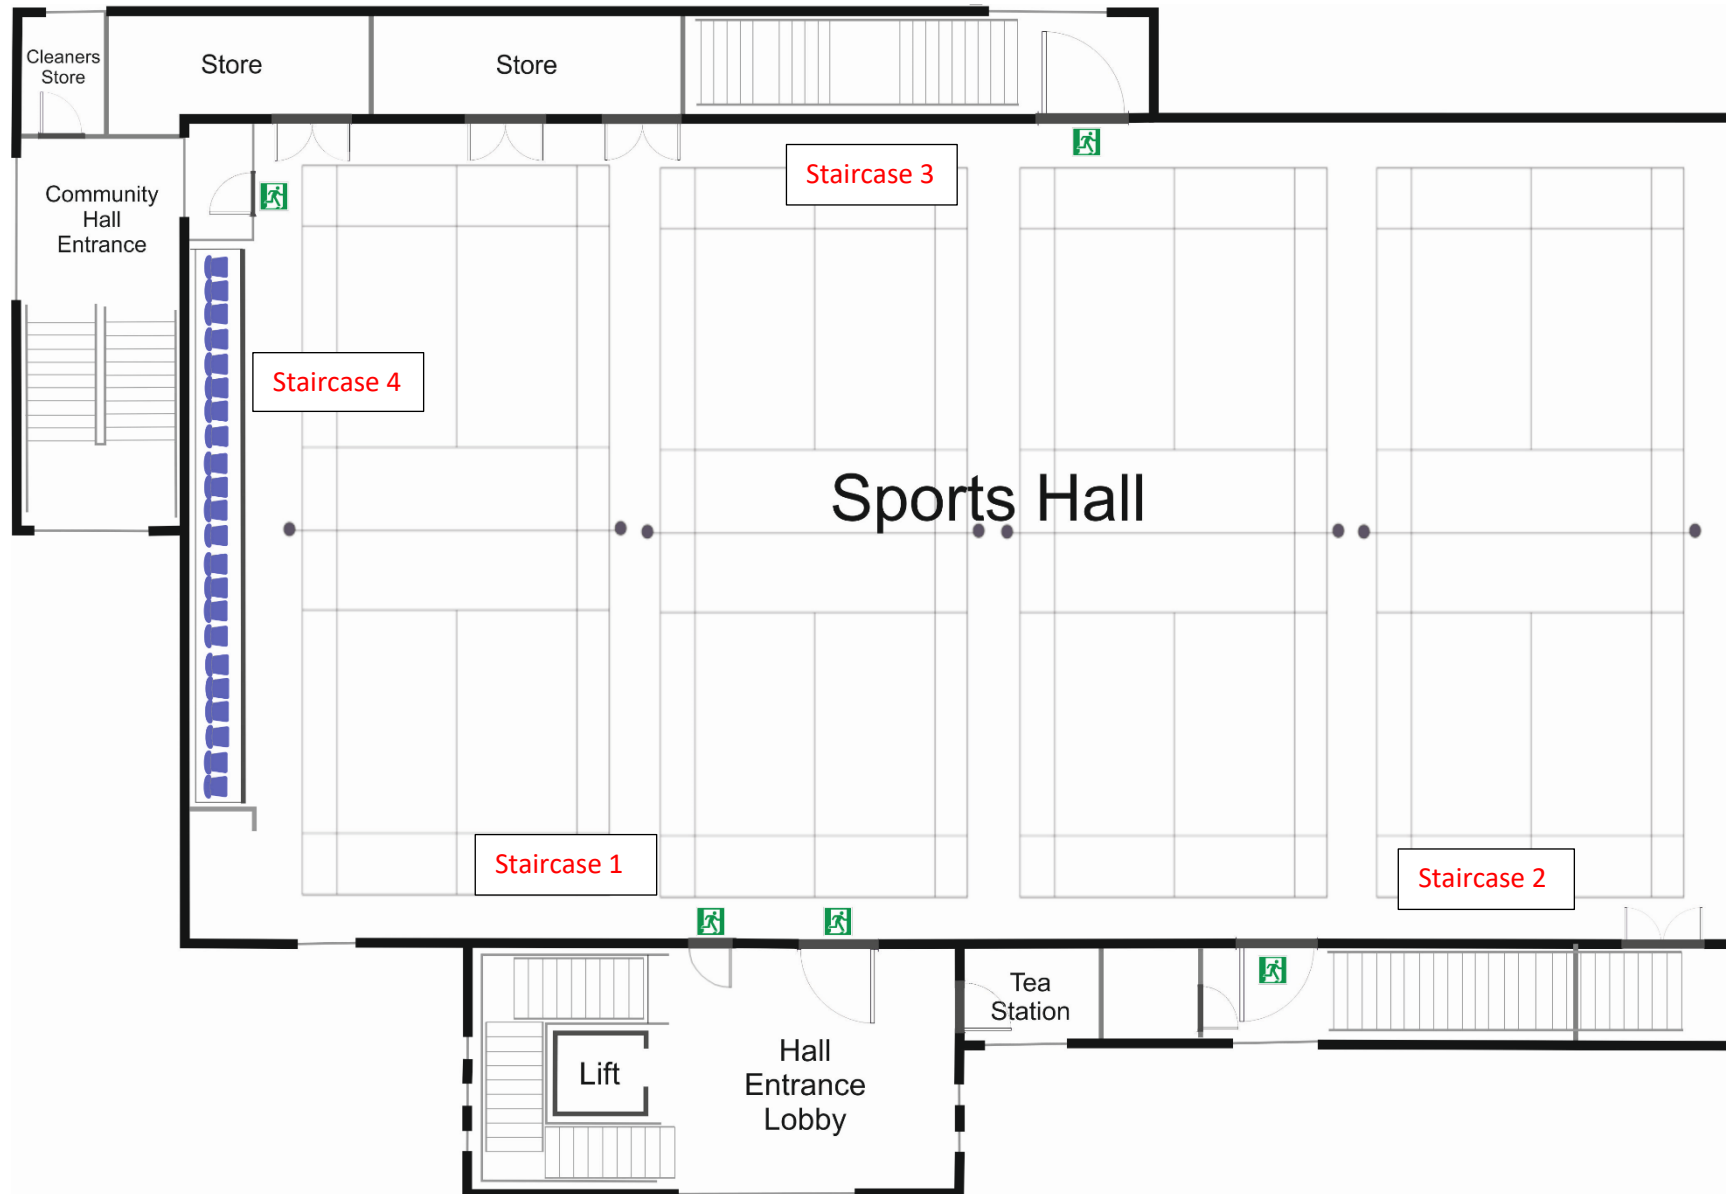 Cleaners
Store
Store
Store
Staircase 3
Community
Hall
Entrance
Staircase 4
Sports Hall
Staircase 1
Staircase 2
Tea
Station
Lift
Hall
Entrance
Lobby